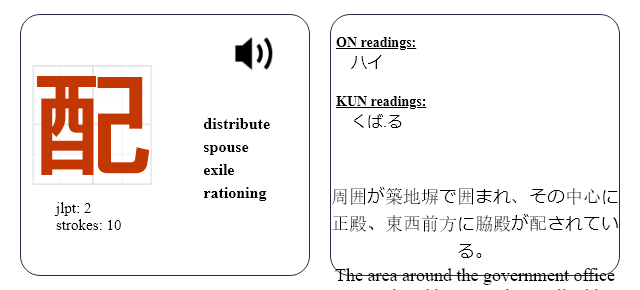 配
distribute
spouse
exile
rationing
jlpt: 2
strokes: 10
ON readings:
ハイ
KUN readings:
くば.る
周囲が築地塀で囲まれ、その中心に
正殿、東西前方に脇殿が配されてい
る。
The area around the government office